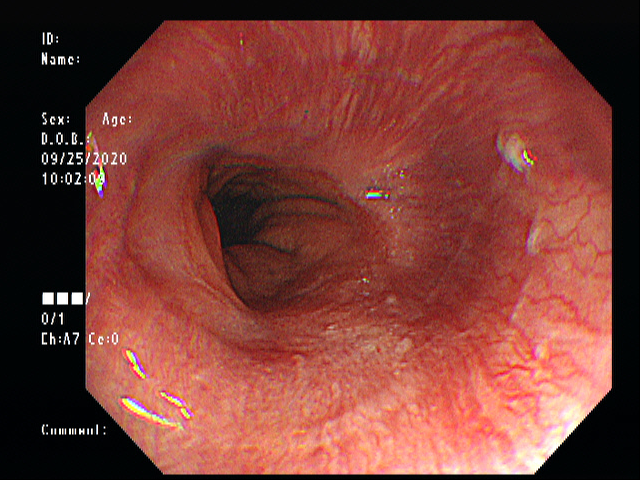 ID:
Name:
Sex: Age:
D.O.B.:
09/25/2020
10:02:0
■■■/
0/1
Eh:A7 Ce:0
Comment: